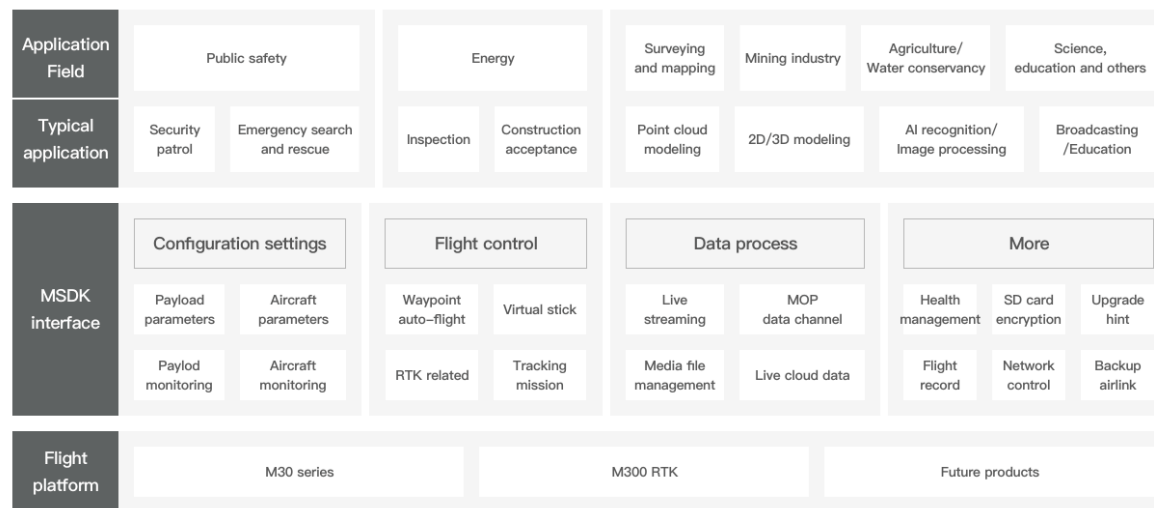 Application
Field
Public safety
Energy
Surveying
and mapping
Mining industry
Agriculture/
Water conservancy
Science,
education and others
Typical
application
Security
patrol
Emergency search
and rescue
Inspection
Construction
acceptance
Point cloud
modeling
2D/3D modeling
AI recognition/
Image processing
Broadcasting
/Education
MSDK
interface
Configuration settings
Flight control
Data process
More
Payload
parameters
Aircraft
parameters
Waypoint
auto-flight
Virtual stick
Live
streaming
MOP
data channel
Health
management
SD card
encryption
Upgrade
hint
Paylod
monitoring
Aircraft
monitoring
RTK related
Tracking
mission
Media file
management
Live cloud data
Flight
record
Network
control
Backup
airlink
Flight
platform
M30 series
M300 RTK
Future products